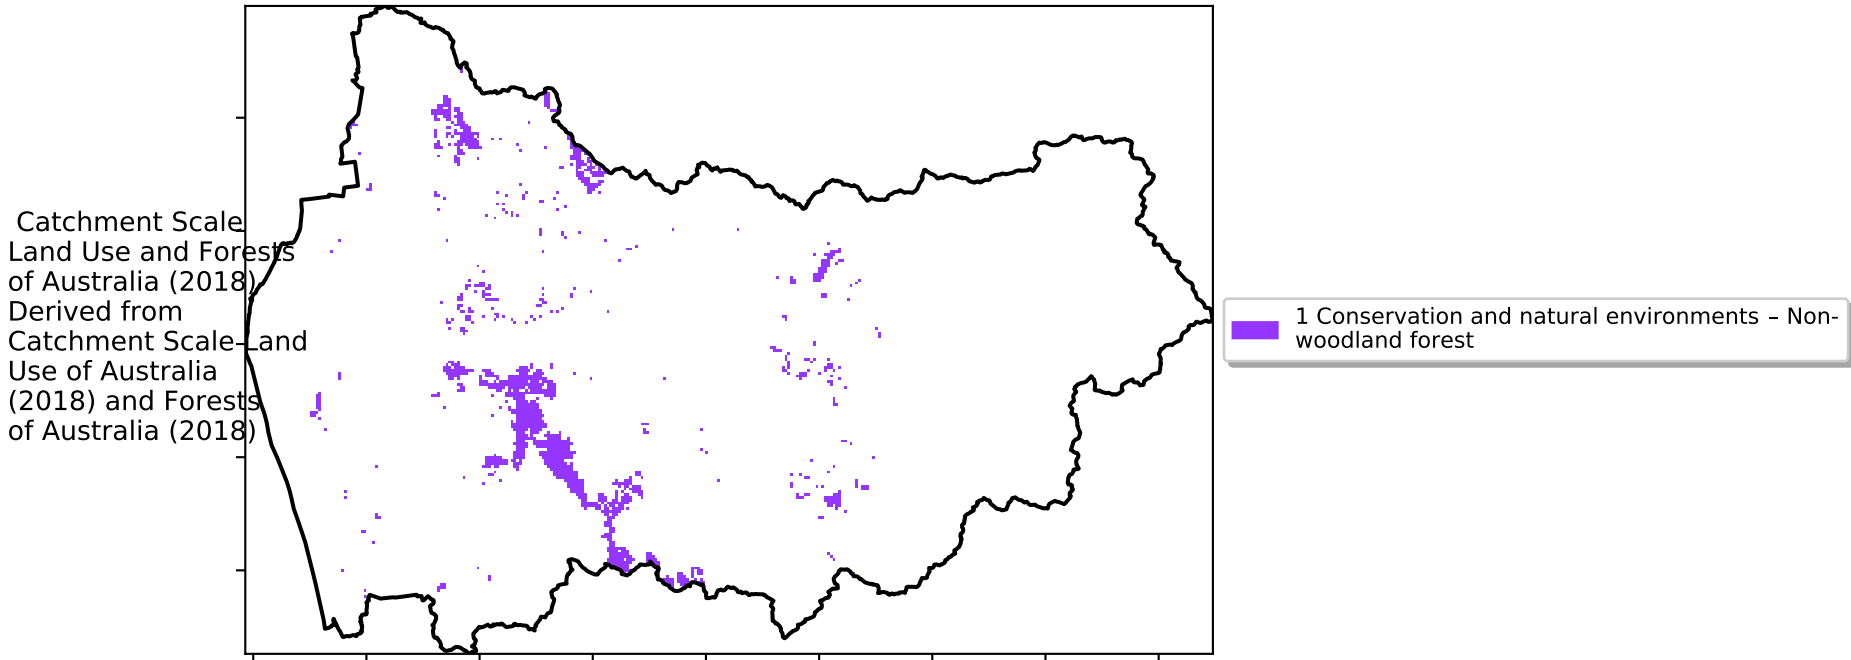 Catchment Scale
Land Use and Forests
of Australia (2018)
Derived from
Catchment Scale Land
Use of Australia
(2018) and Forests
of Australia (2018)
1 Conservation and natural environments – Non-
woodland forest